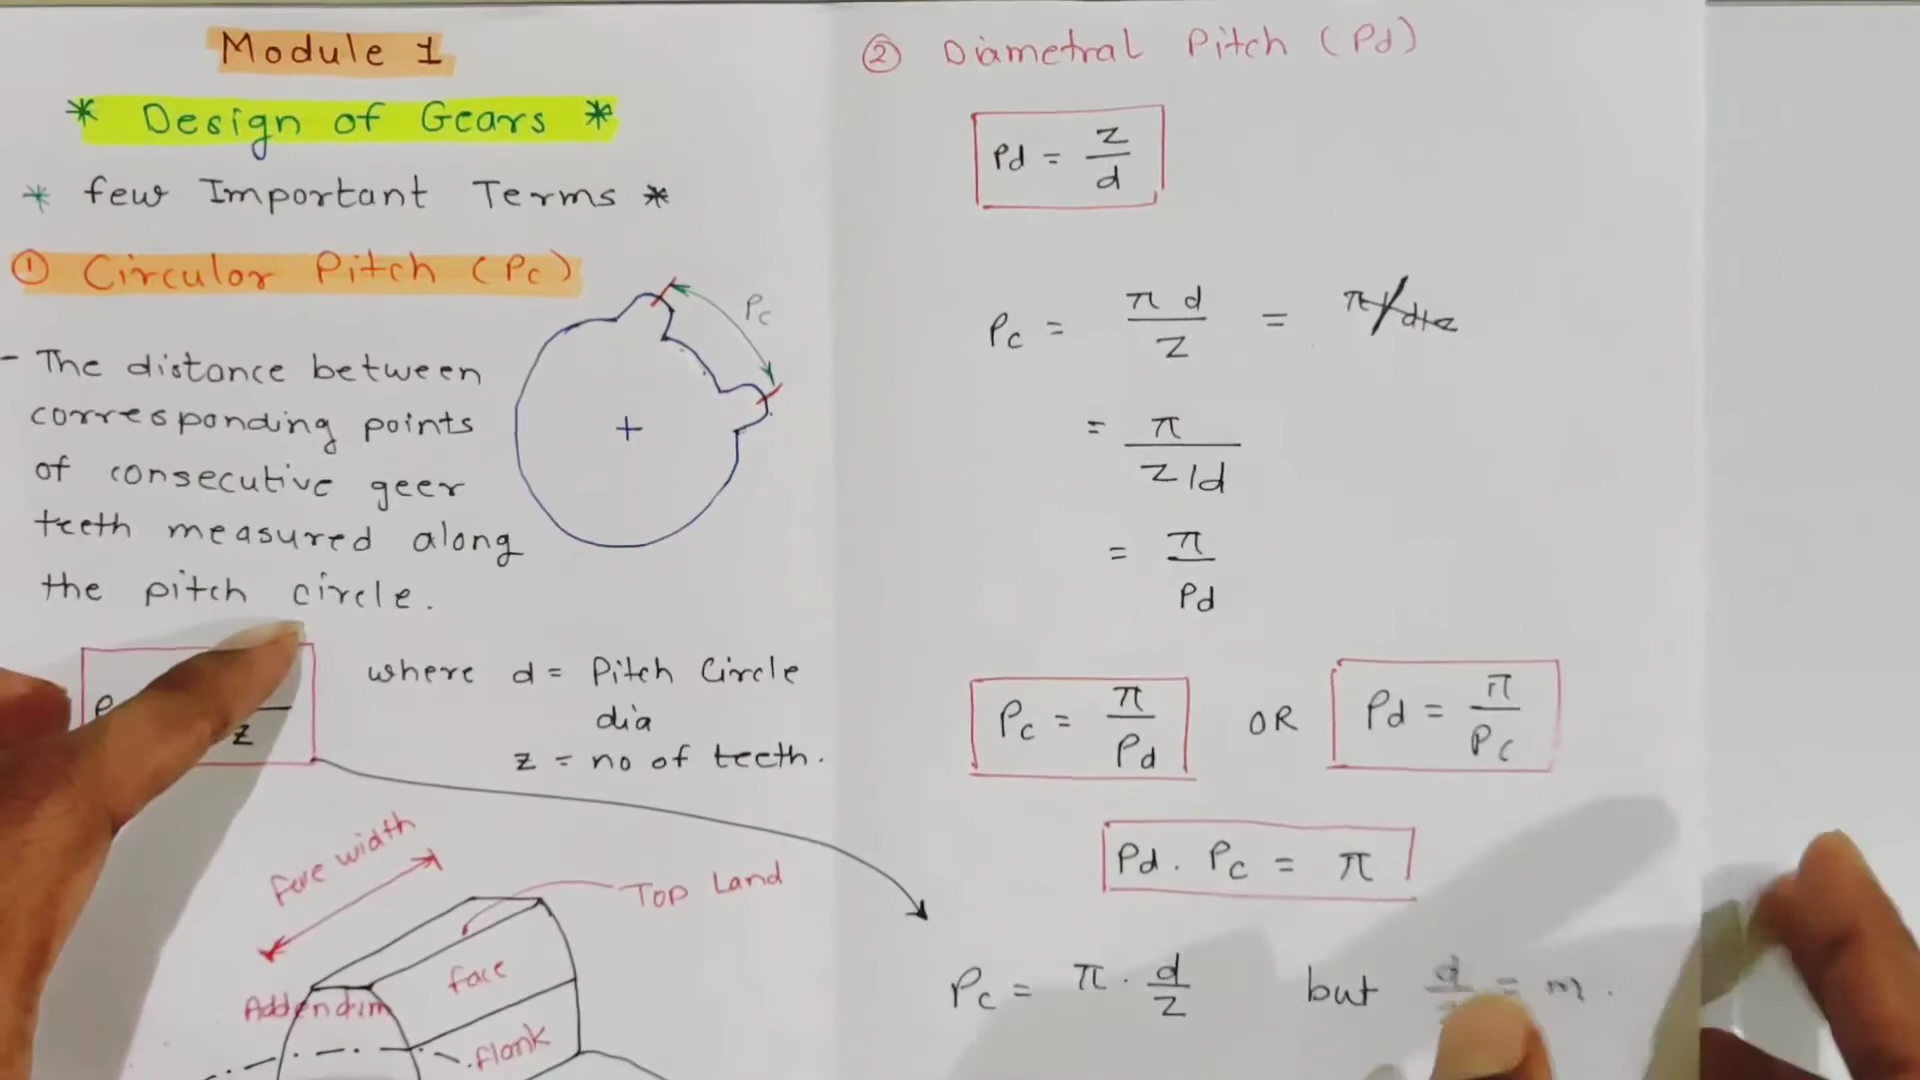 Module 1
* Design of Gears *
* few Important Terms *
① Circular Pitch (Pc)
Pc
- The distance between
corresponding points
of consecutive geer
teeth measured along
the pitch circle.
z
where d = Pitch Circle
dia
z = no of teeth.
Face width
Top Land
face
Addendum
flank
② Diametral Pitch (Pd)
Pd = z/d
Pc = π d / z =
= π / z/d
= π / Pd
Pc = π / Pd OR Pd = π / Pc
Pd . Pc = π
Pc = π . d/z but d = m .